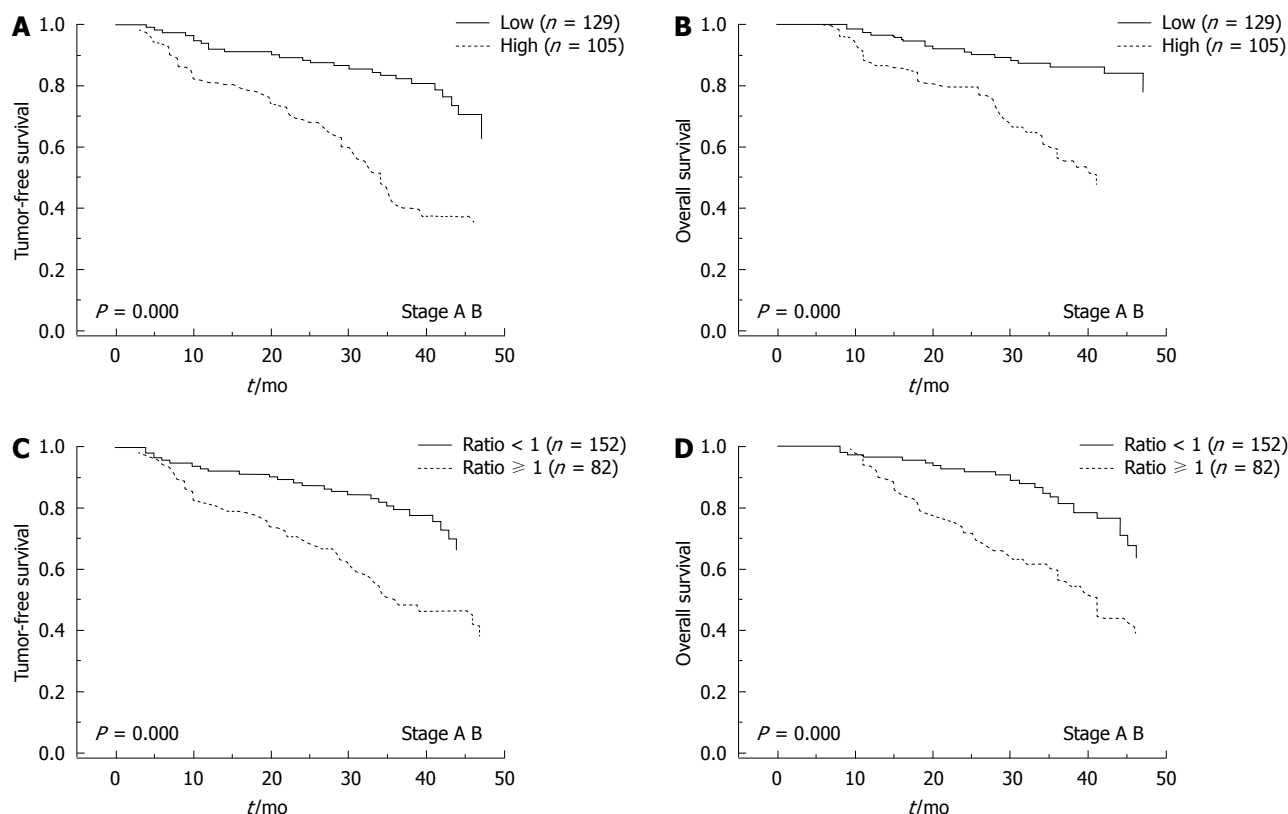 A
Low (n = 129)
High (n = 105)
1.0
0.8
0.6
0.4
0.2
0.0
Tumor-free survival
P = 0.000
Stage A B
0 10 20 30 40 50
t/mo
B
Low (n = 129)
High (n = 105)
1.0
0.8
0.6
0.4
0.2
0.0
Overall survival
P = 0.000
Stage A B
0 10 20 30 40 50
t/mo
C
Ratio < 1 (n = 152)
Ratio ⩾ 1 (n = 82)
1.0
0.8
0.6
0.4
0.2
0.0
Tumor-free survival
P = 0.000
Stage A B
0 10 20 30 40 50
t/mo
D
Ratio < 1 (n = 152)
Ratio ⩾ 1 (n = 82)
1.0
0.8
0.6
0.4
0.2
0.0
Overall survival
P = 0.000
Stage A B
0 10 20 30 40 50
t/mo